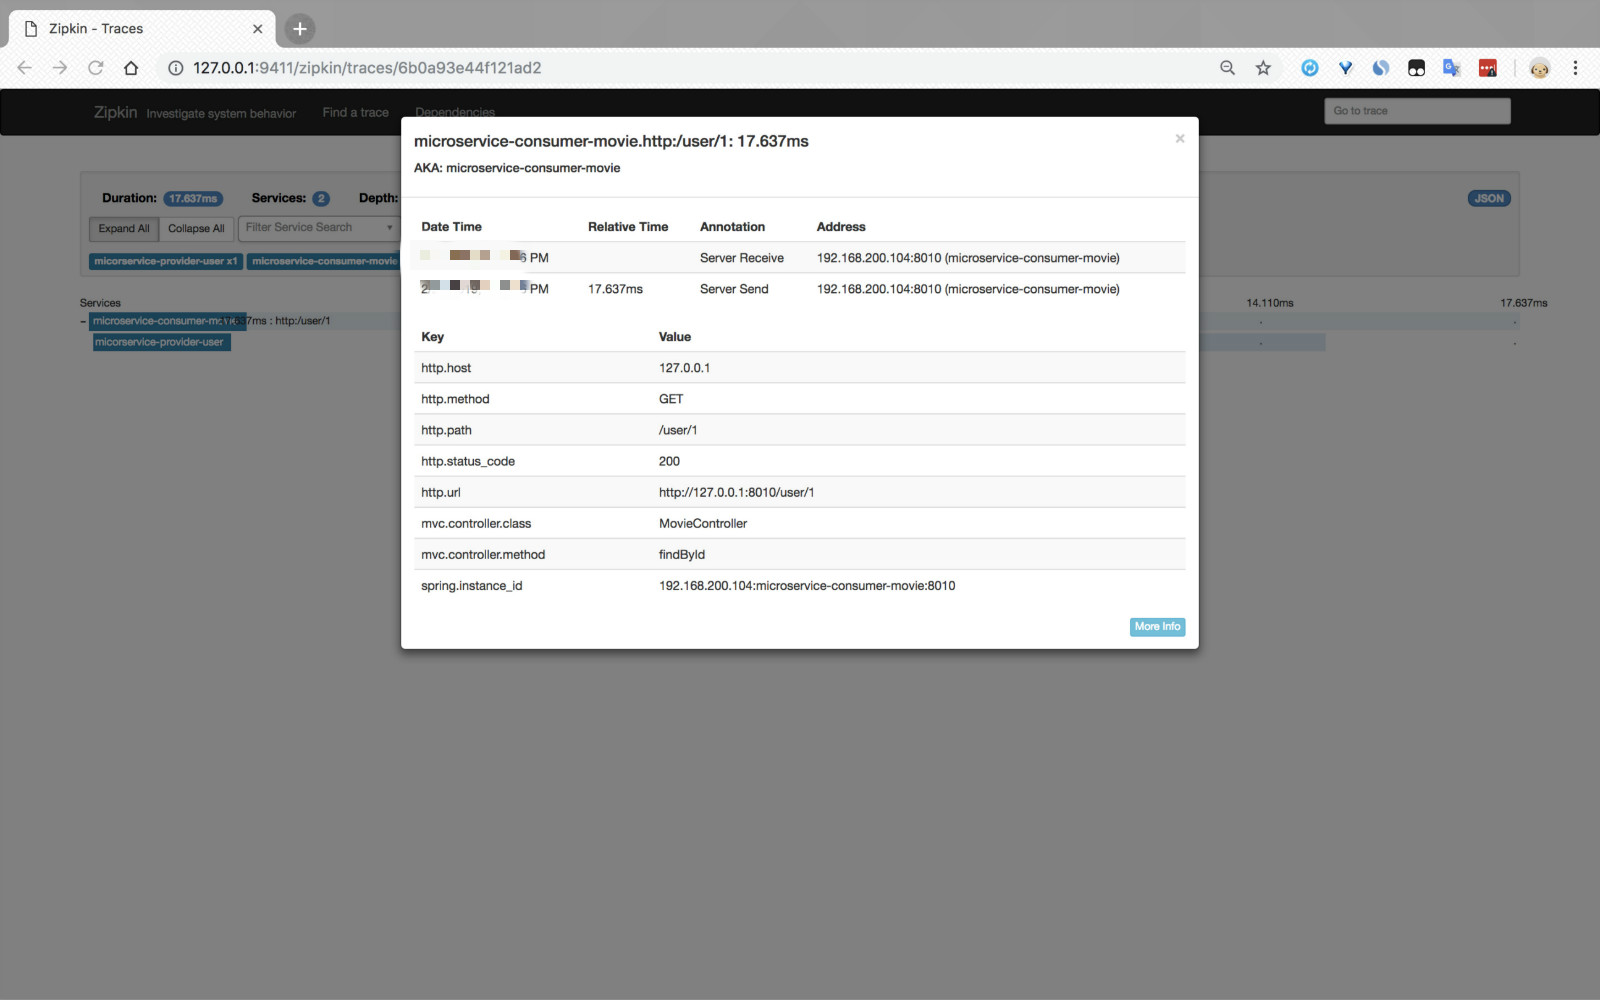 Zipkin - Traces
127.0.0.1:9411/zipkin/traces/6b0a93e44f121ad2
Zipkin Investigate system behavior Find a trace Dependencies Go to trace
microservice-consumer-movie.http:/user/1: 17.637ms
AKA: microservice-consumer-movie
Duration: 17.637ms Services: 2 Depth: JSON
Expand All Collapse All Filter Service Search
micorservice-provider-user x1 microservice-consumer-movie
Date Time Relative Time Annotation Address
PM Server Receive 192.168.200.104:8010 (microservice-consumer-movie)
PM 17.637ms Server Send 192.168.200.104:8010 (microservice-consumer-movie)
Services 14.110ms 17.637ms
- 17.637ms : http:/user/1
micorservice-provider-user
Key Value
http.host 127.0.0.1
http.method GET
http.path /user/1
http.status_code 200
http.url http://127.0.0.1:8010/user/1
mvc.controller.class MovieController
mvc.controller.method findById
spring.instance_id 192.168.200.104:microservice-consumer-movie:8010
More Info